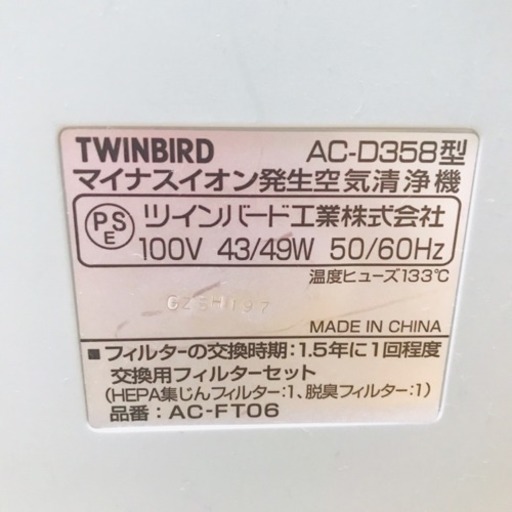 TWINBIRD AC-D358型
マイナスイオン発生空気清浄機
PS
E
ツインバード工業株式会社
100V 43/49W 50/60Hz
温度ヒューズ133℃
MADE IN CHINA
■フィルターの交換時期:1.5年に1回程度
交換用フィルターセット
(HEPA集じんフィルター:1、脱臭フィルター:1)
品番:AC-FT06